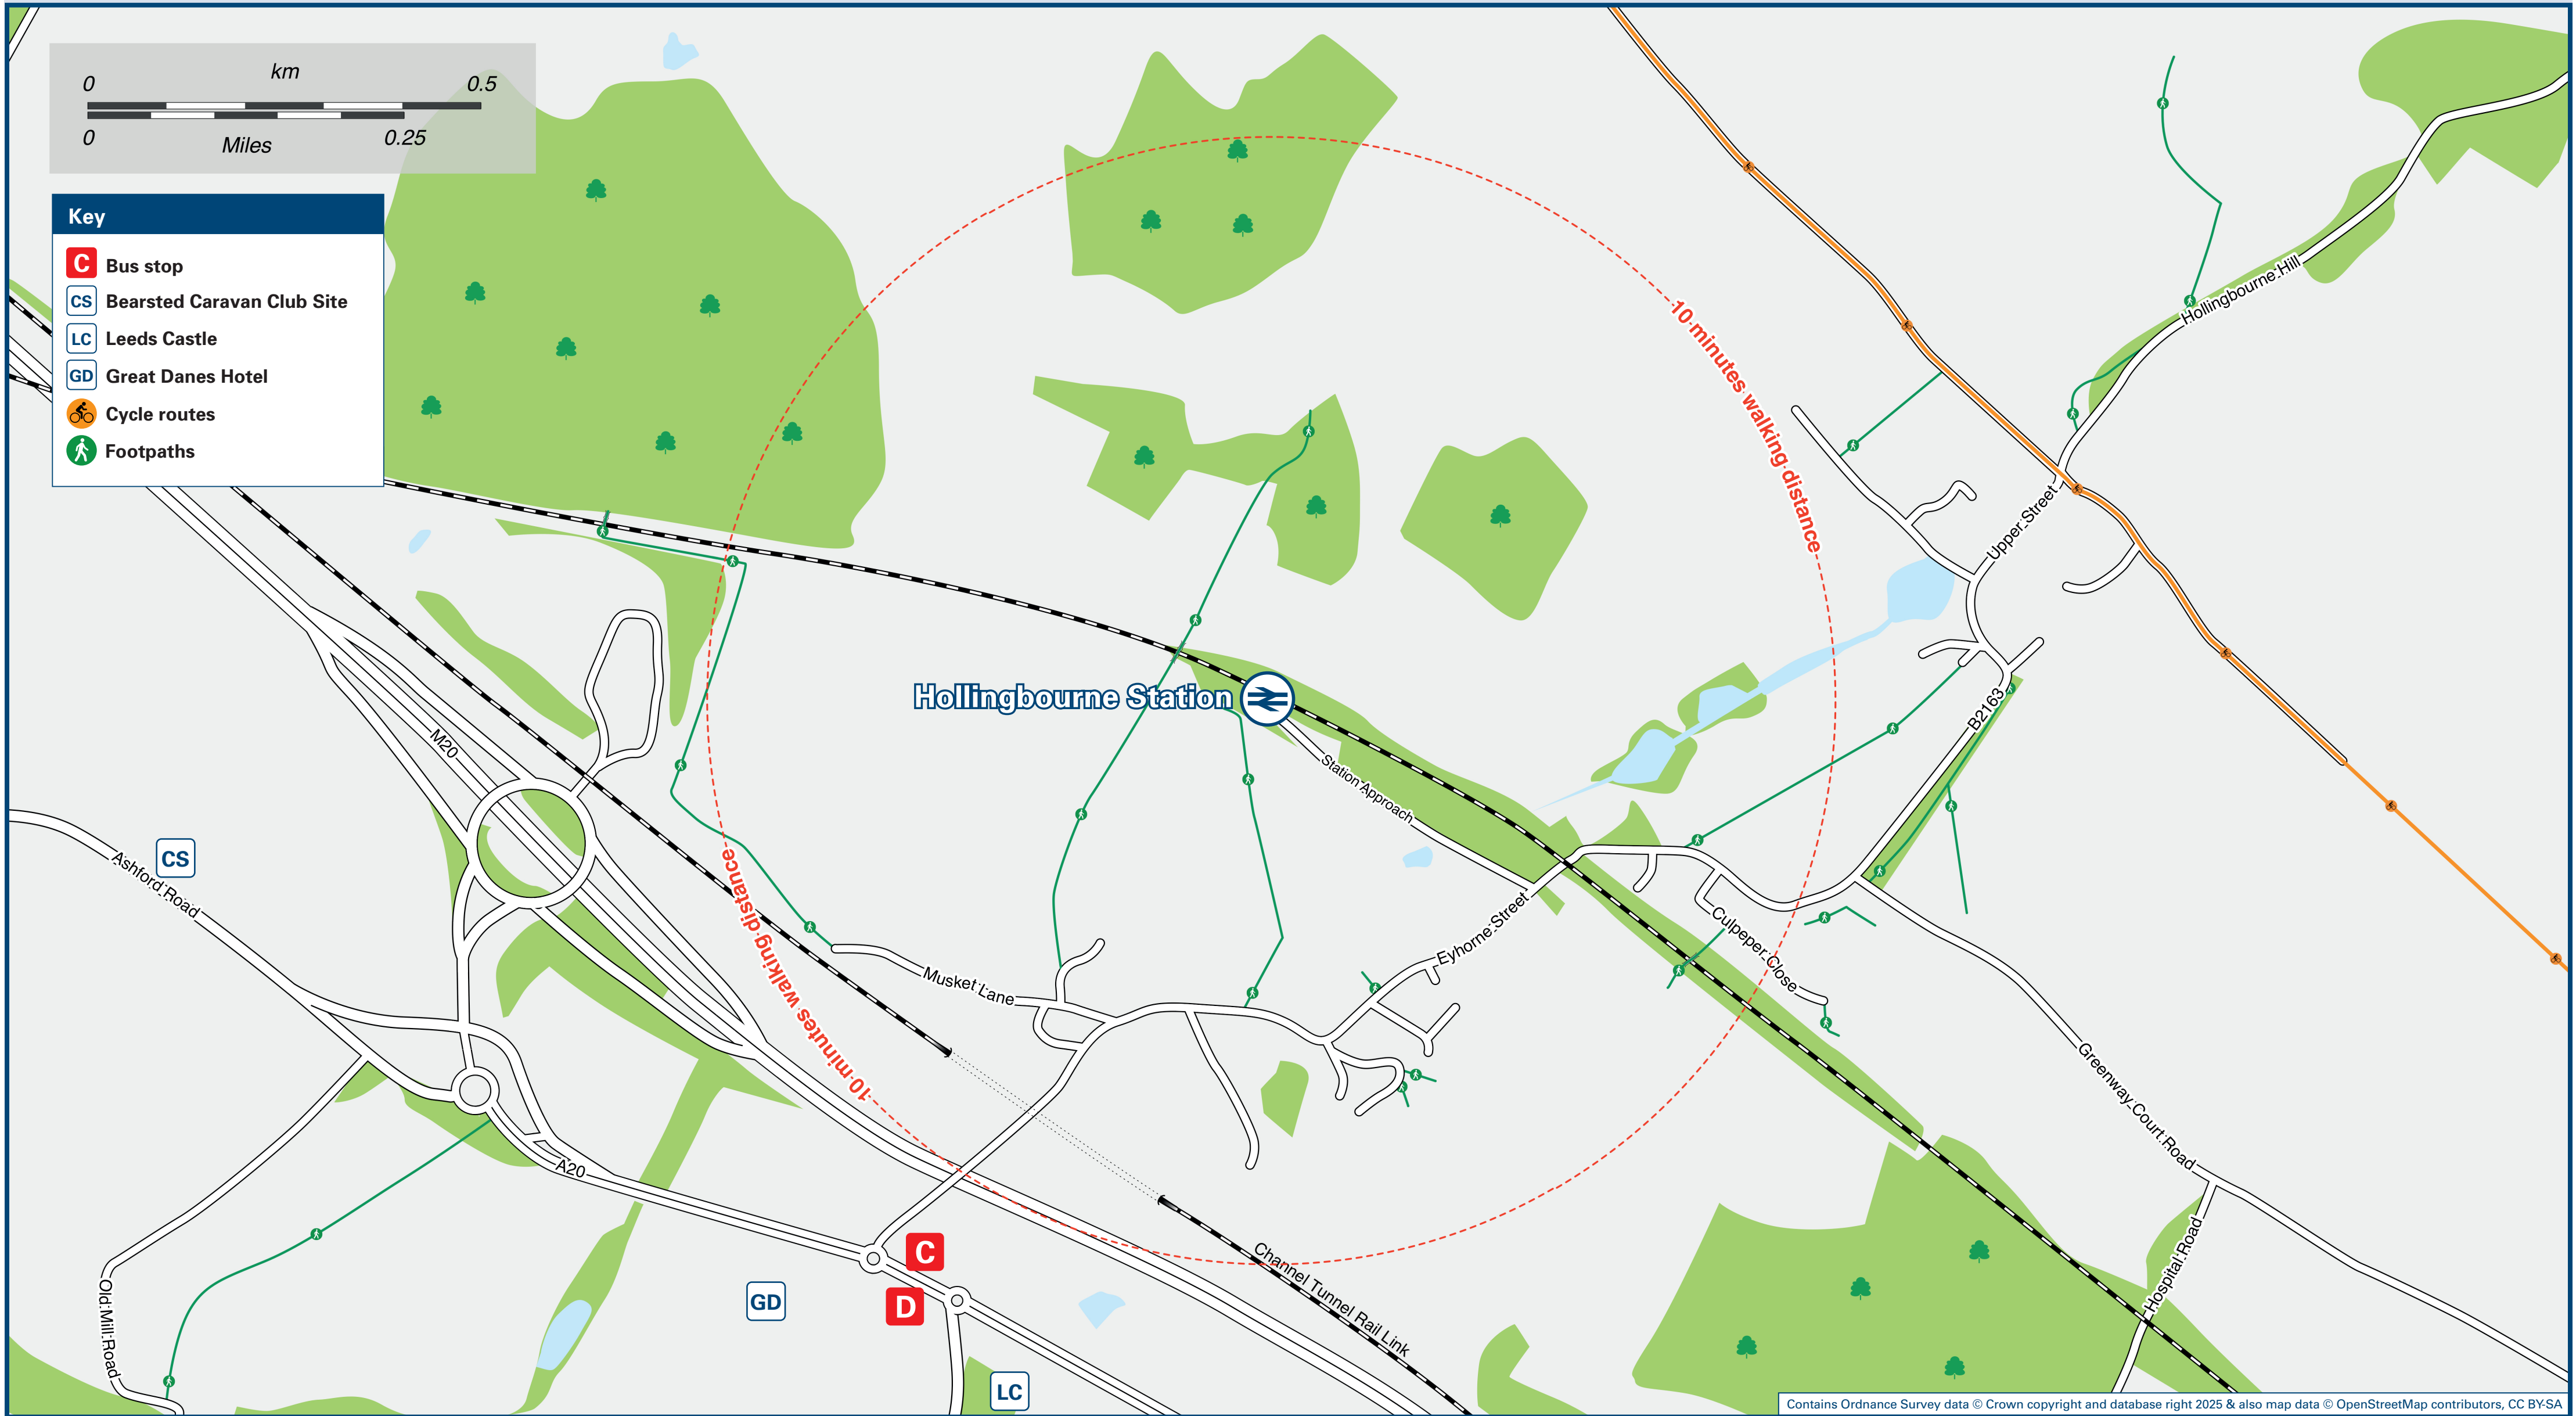 km
0 0.5
0 0.25
Miles
Key
C Bus stop
CS Bearsted Caravan Club Site
LC Leeds Castle
GD Great Danes Hotel
Cycle routes
Footpaths
10 minutes walking distance
Hollingbourne Hill
Upper Street
B2163
Hollingbourne Station
Station Approach
M20
CS
Ashford Road
10 minutes walking distance
Musket Lane
Eyhorne Street
Culpeper Close
Greenway Court Road
A20
Hospital Road
C
D
GD
LC
Old Mill Road
Channel Tunnel Rail Link
Contains Ordnance Survey data © Crown copyright and database right 2025 & also map data © OpenStreetMap contributors, CC BY-SA